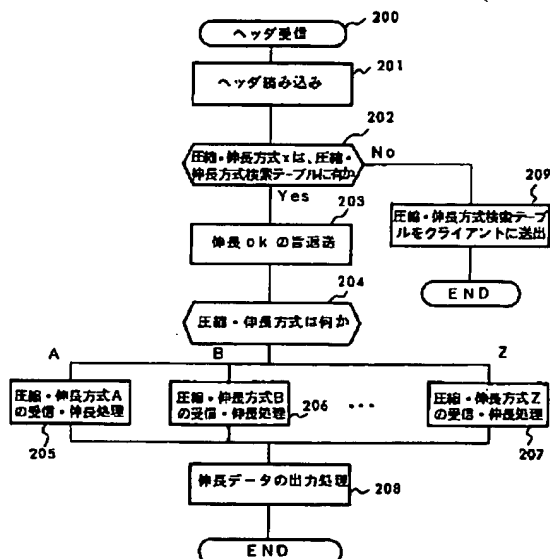 200
ヘッダ受信
201
ヘッダ読み込み
202
圧縮・伸長方式xは、圧縮・
伸長方式検索テーブルに有か
No
Yes
203
209
伸長okの旨返送
圧縮・伸長方式検索テーブ
ルをクライアントに送出
204
END
圧縮・伸長方式は何か
A
B
Z
圧縮・伸長方式A
の受信・伸長処理
205
圧縮・伸長方式B
の受信・伸長処理
206
...
圧縮・伸長方式Z
の受信・伸長処理
207
伸長データの出力処理
208
END